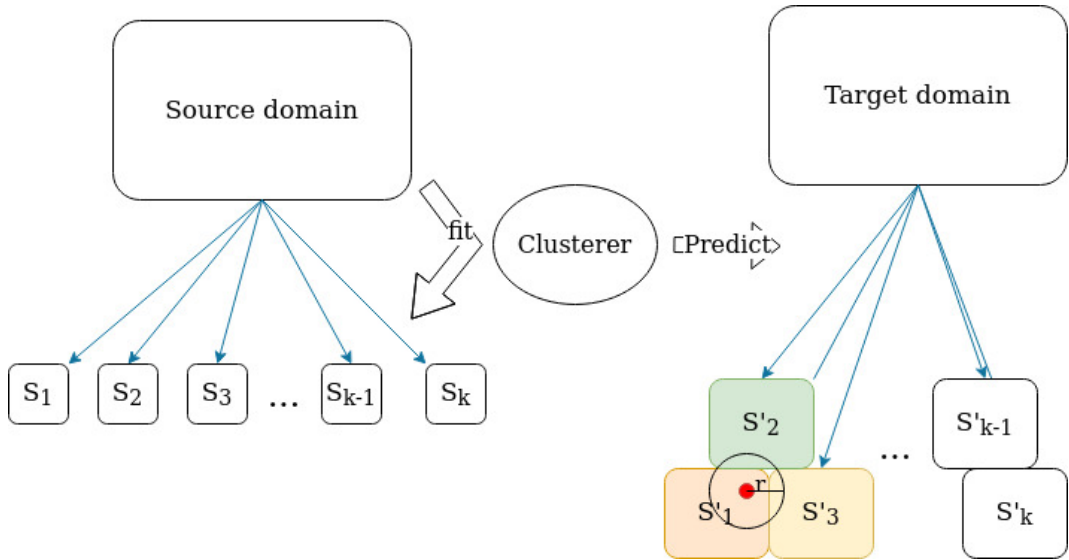 Source domain
Target domain
fit
Clusterer
Predict
S1
S2
S3
...
Sk-1
Sk
S'2
S'k-1
...
r
S'1
S'3
S'k